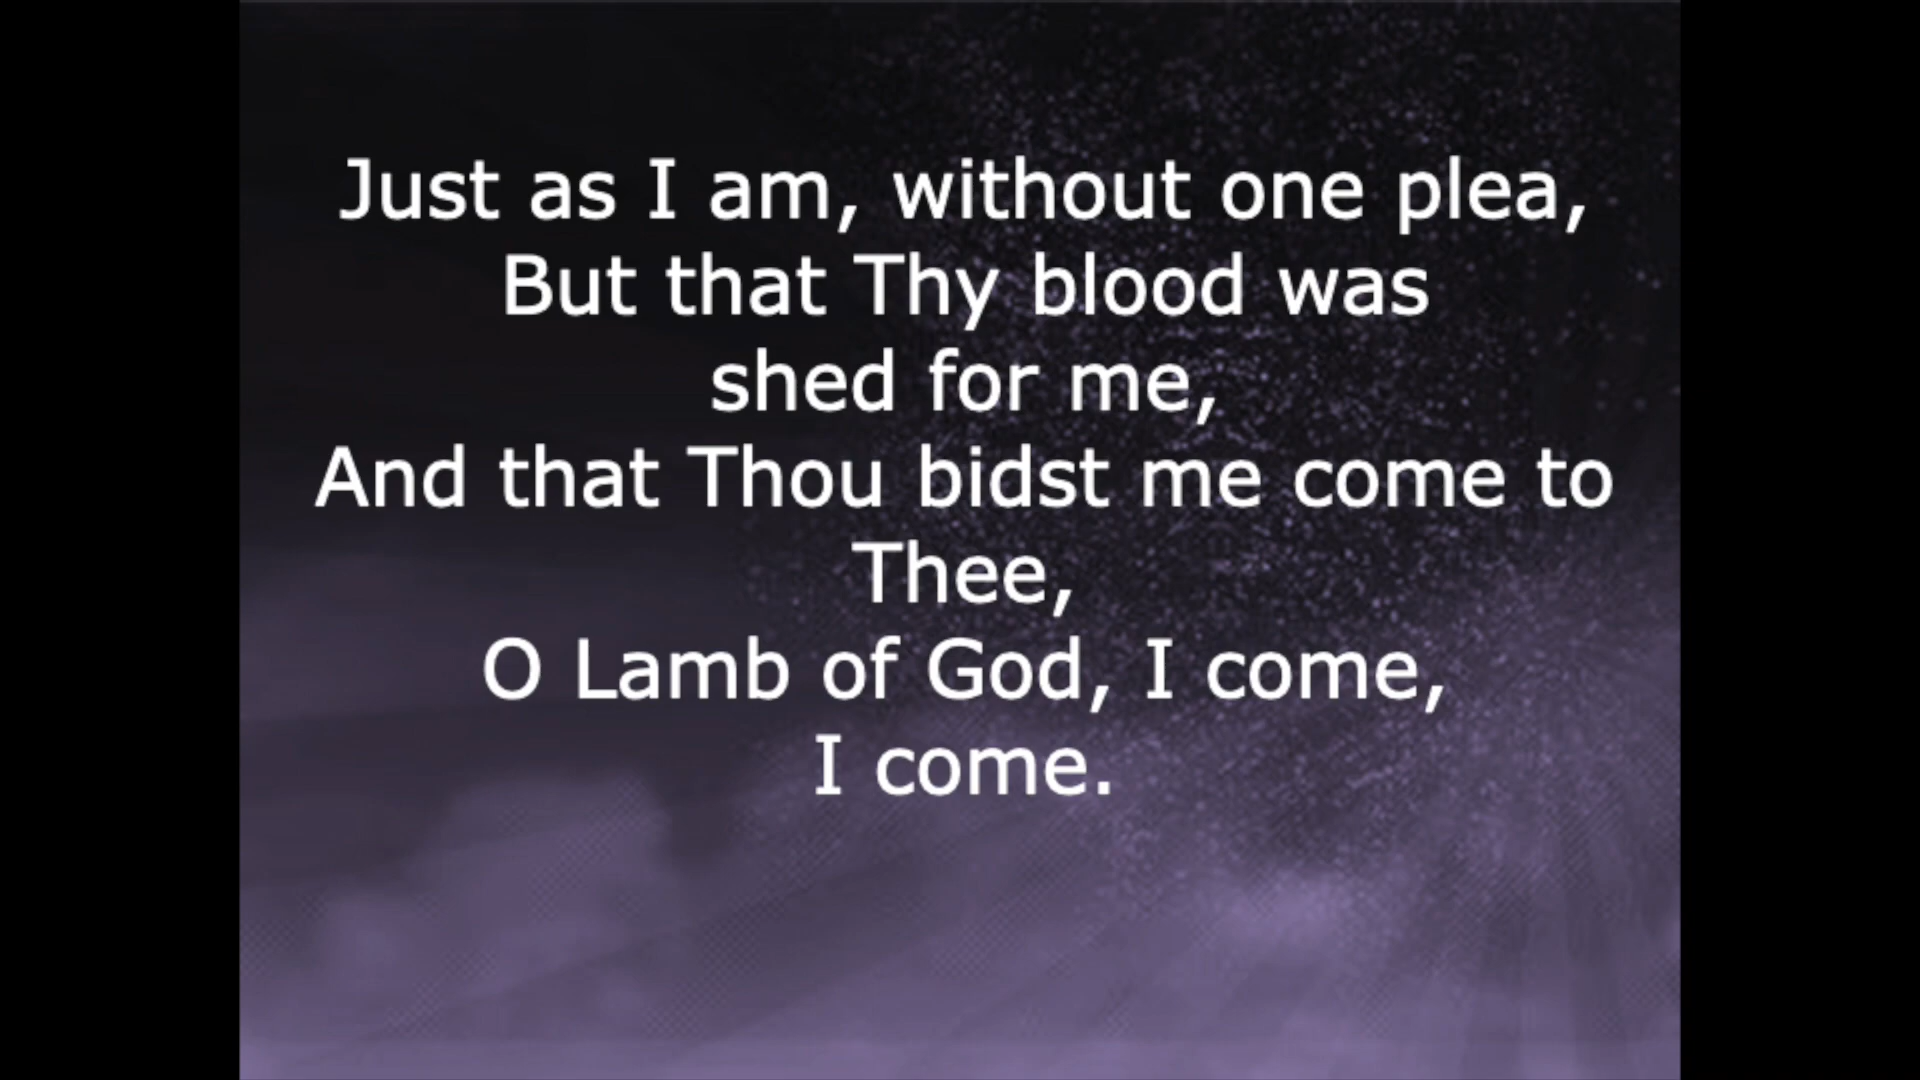 Just as I am, without one plea,
But that Thy blood was
shed for me,
And that Thou bidst me come to
Thee,
O Lamb of God, I come,
I come.